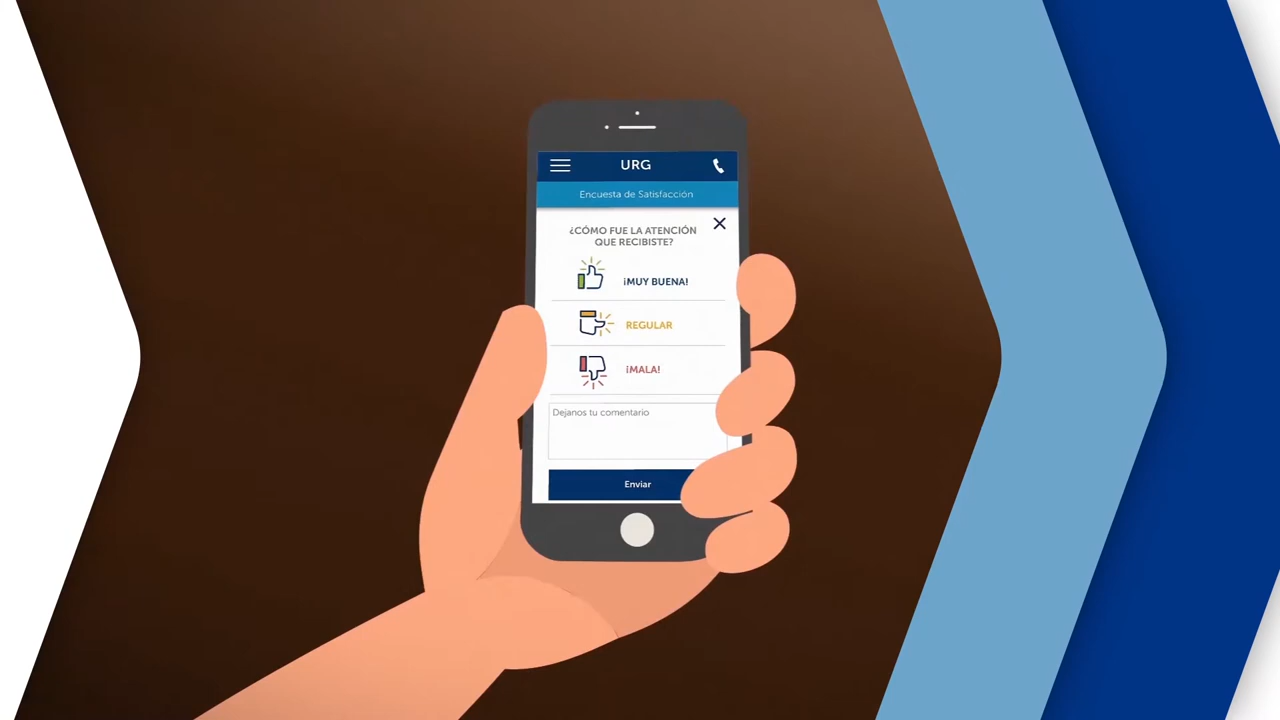 URG
Encuesta de Satisfacción
¿CÓMO FUE LA ATENCIÓN
QUE RECIBISTE?
¡MUY BUENA!
REGULAR
¡MALA!
Dejanos tu comentario
Enviar